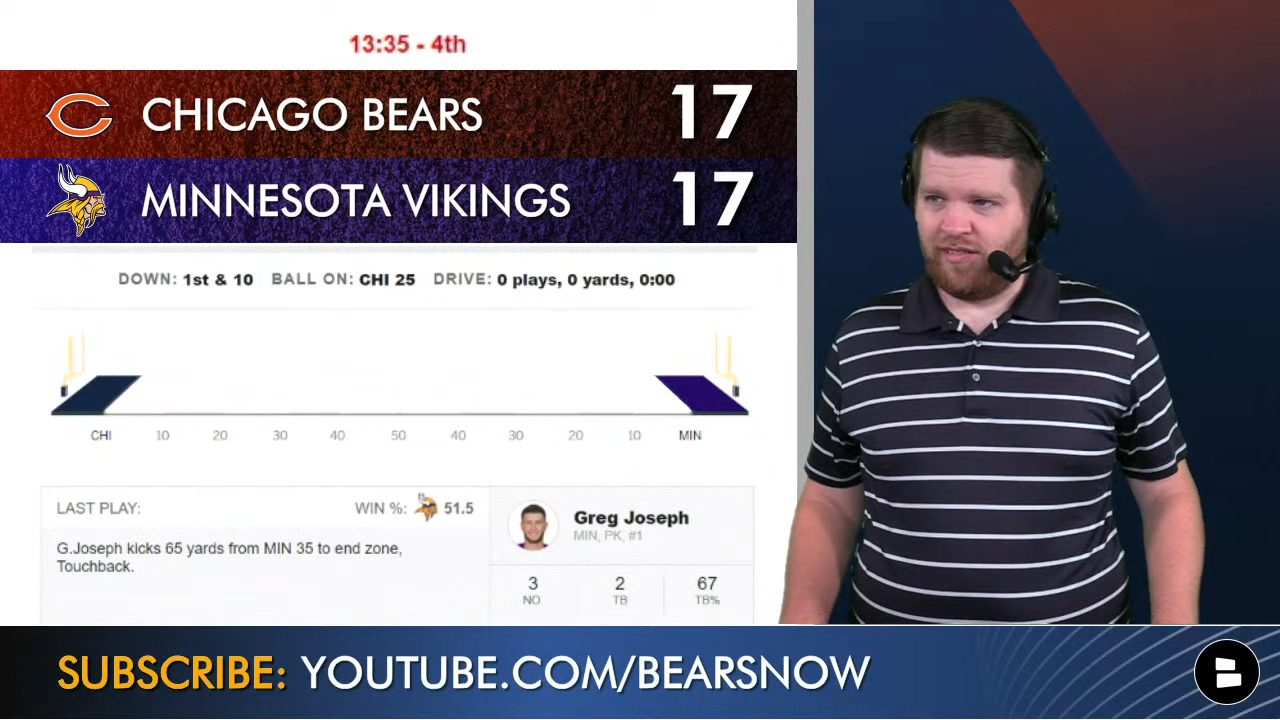 13:35 - 4th
CHICAGO BEARS 17
MINNESOTA VIKINGS 17
DOWN: 1st & 10 BALL ON: CHI 25 DRIVE: 0 plays, 0 yards, 0:00
CHI 10 20 30 40 50 40 30 20 10 MIN
LAST PLAY: WIN %: 51.5
G.Joseph kicks 65 yards from MIN 35 to end zone,
Touchback.
Greg Joseph
MIN, PK, #1
3 2 67
NO TB TB%
SUBSCRIBE: YOUTUBE.COM/BEARSNOW